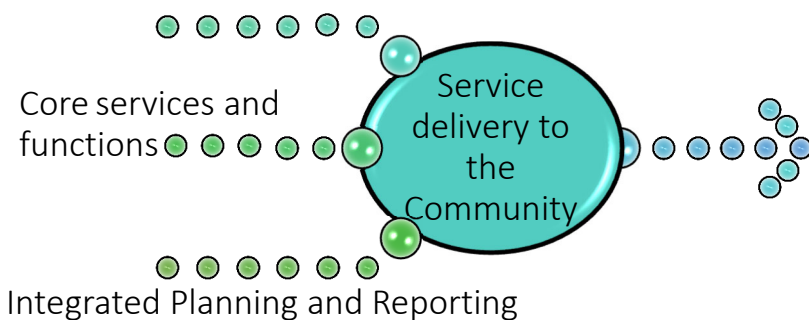 Core services and
functions
Service
delivery to
the
Community
Integrated Planning and Reporting